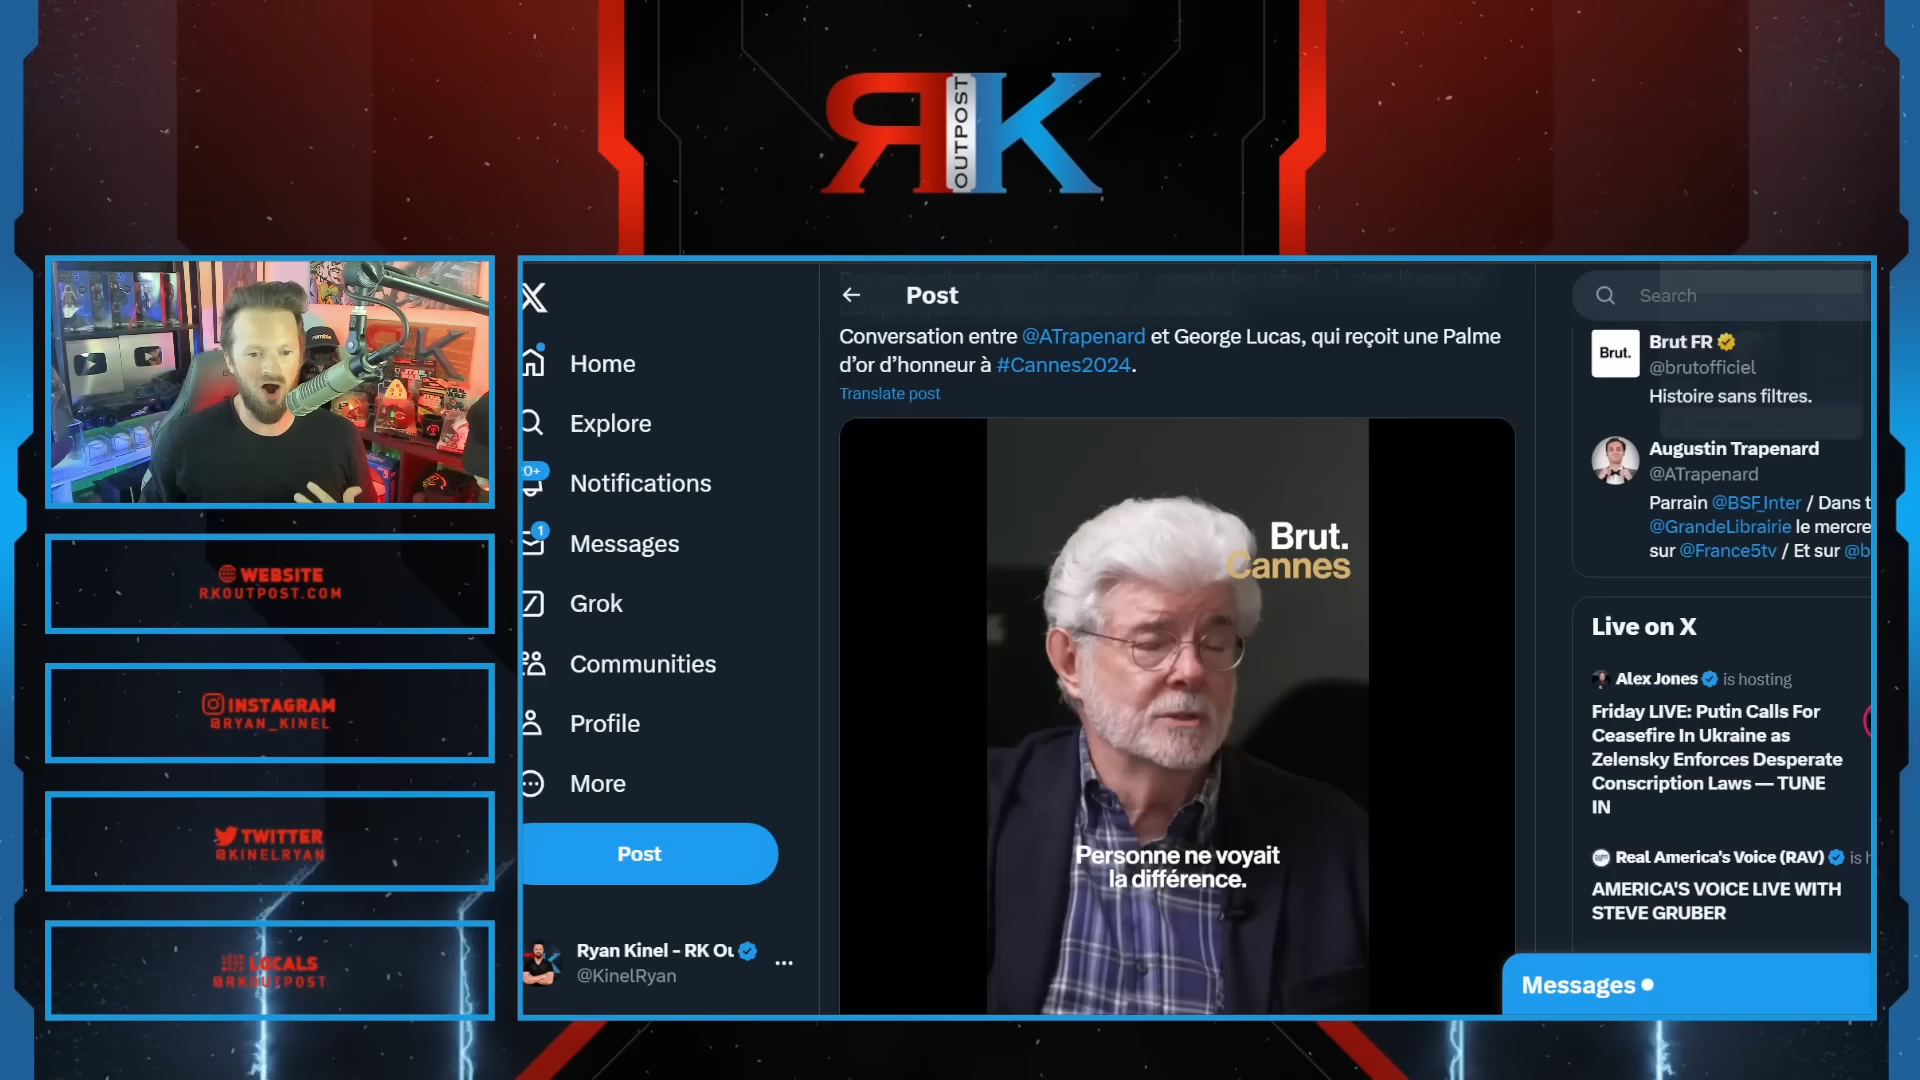 RK
OUTPOST
WEBSITE
RKOUTPOST.COM
INSTAGRAM
@RYAN_KINEL
TWITTER
@KINELRYAN
LOCALS
@RKOUTPOST
Home
Explore
0+
Notifications
1
Messages
Grok
Communities
Profile
More
Post
Ryan Kinel - RK Ou
@KinelRyan
Post
Conversation entre @ATrapenard et George Lucas, qui reçoit une Palme
d’or d’honneur à #Cannes2024.
Translate post
Brut.
Cannes
Personne ne voyait
la différence.
Search
Brut.
Brut FR
@brutofficiel
Histoire sans filtres.
Augustin Trapenard
@ATrapenard
Parrain @BSF_Inter / Dans t
@GrandeLibrairie le mercre
sur @France5tv / Et sur @b
Live on X
Alex Jones is hosting
Friday LIVE: Putin Calls For
Ceasefire In Ukraine as
Zelensky Enforces Desperate
Conscription Laws — TUNE
IN
Real America's Voice (RAV) is h
AMERICA'S VOICE LIVE WITH
STEVE GRUBER
Messages